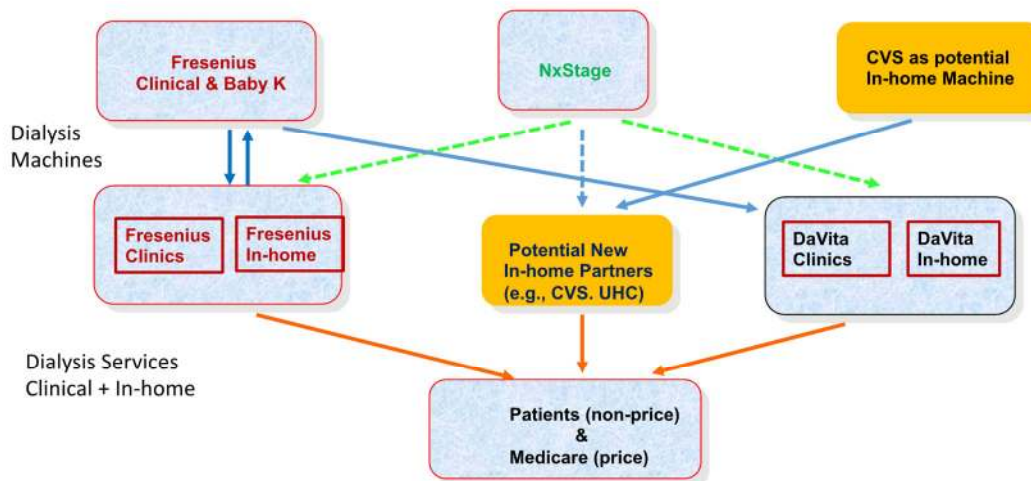 Fresenius
Clinical & Baby K
NxStage
CVS as potential
In-home Machine
Dialysis
Machines
Fresenius
Clinics
Fresenius
In-home
Potential New
In-home Partners
(e.g., CVS. UHC)
DaVita
Clinics
DaVita
In-home
Dialysis Services
Clinical + In-home
Patients (non-price)
&
Medicare (price)